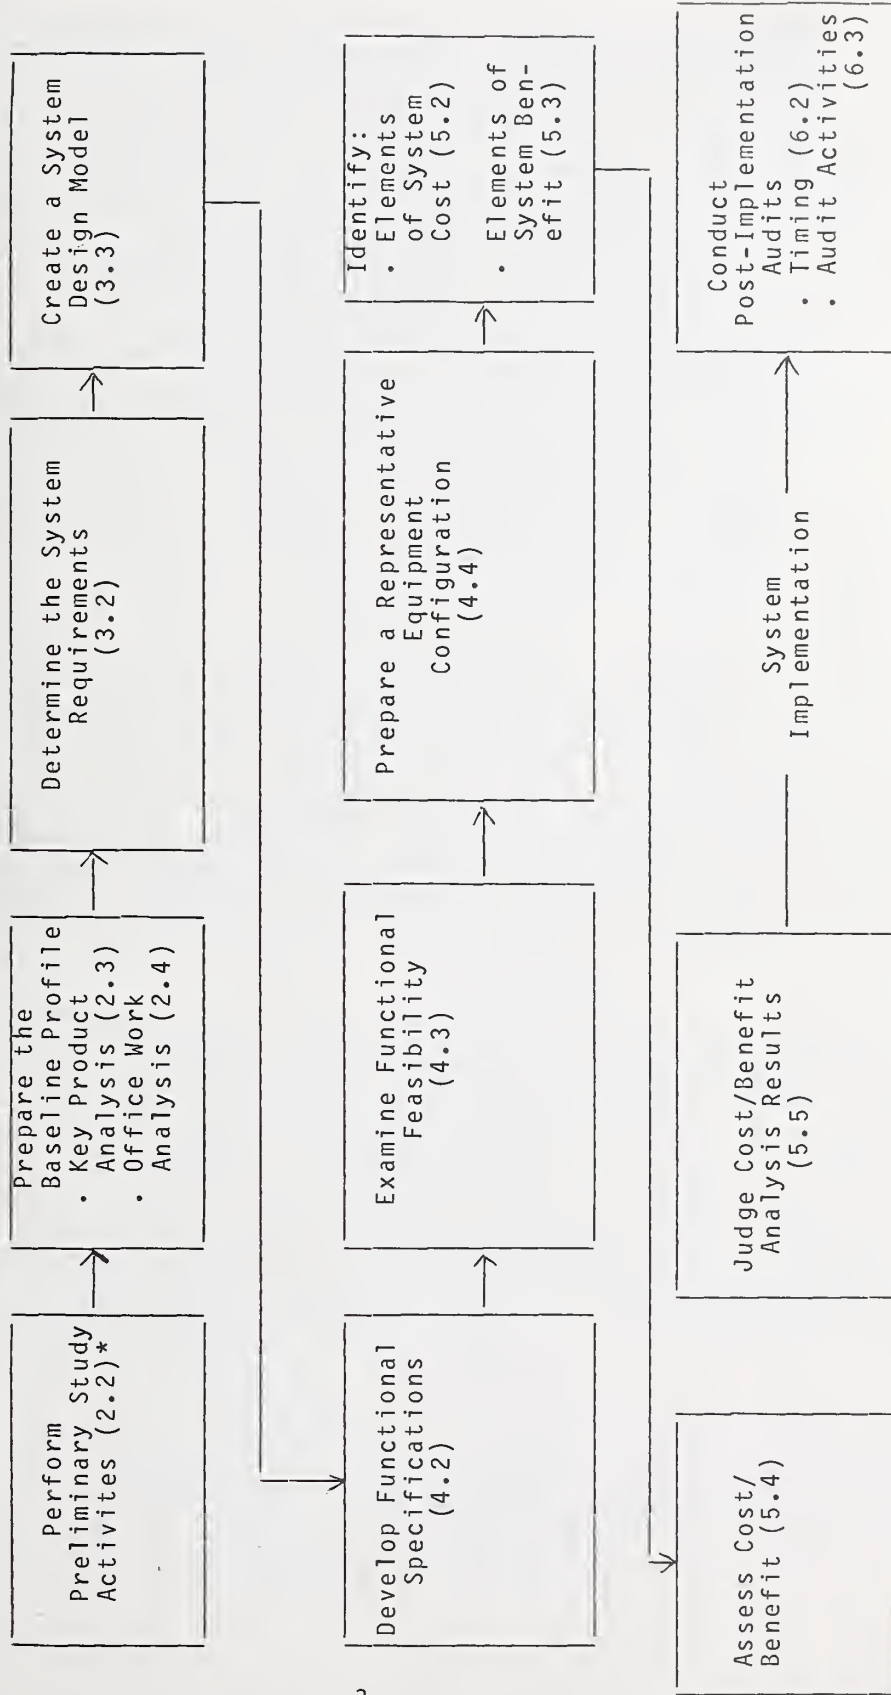 Perform
Preliminary Study
Activites (2.2)*
Prepare the
Baseline Profile
• Key Product
Analysis (2.3)
• Office Work
Analysis (2.4)
Determine the System
Requirements
(3.2)
Create a System
Design Model
(3.3)
Develop Functional
Specifications
(4.2)
Examine Functional
Feasibility
(4.3)
Prepare a Representative
Equipment
Configuration
(4.4)
Identify:
• Elements
of System
Cost (5.2)
• Elements of
System Ben-
efit (5.3)
Assess Cost/
Benefit (5.4)
Judge Cost/Benefit
Analysis Results
(5.5)
System
Implementation
Conduct
Post-Implementation
Audits
• Timing (6.2)
• Audit Activities
(6.3)